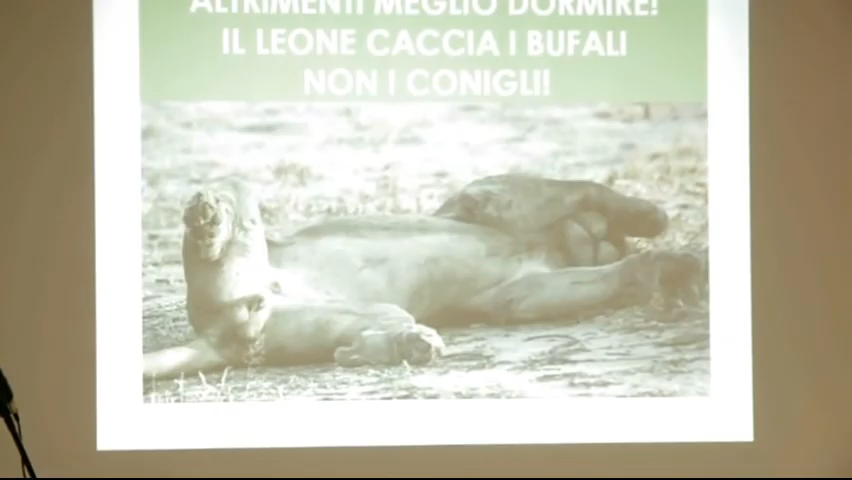 ALTRIMENTI MEGLIO DORMIRE!
IL LEONE CACCIA I BUFALI
NON I CONIGLI!